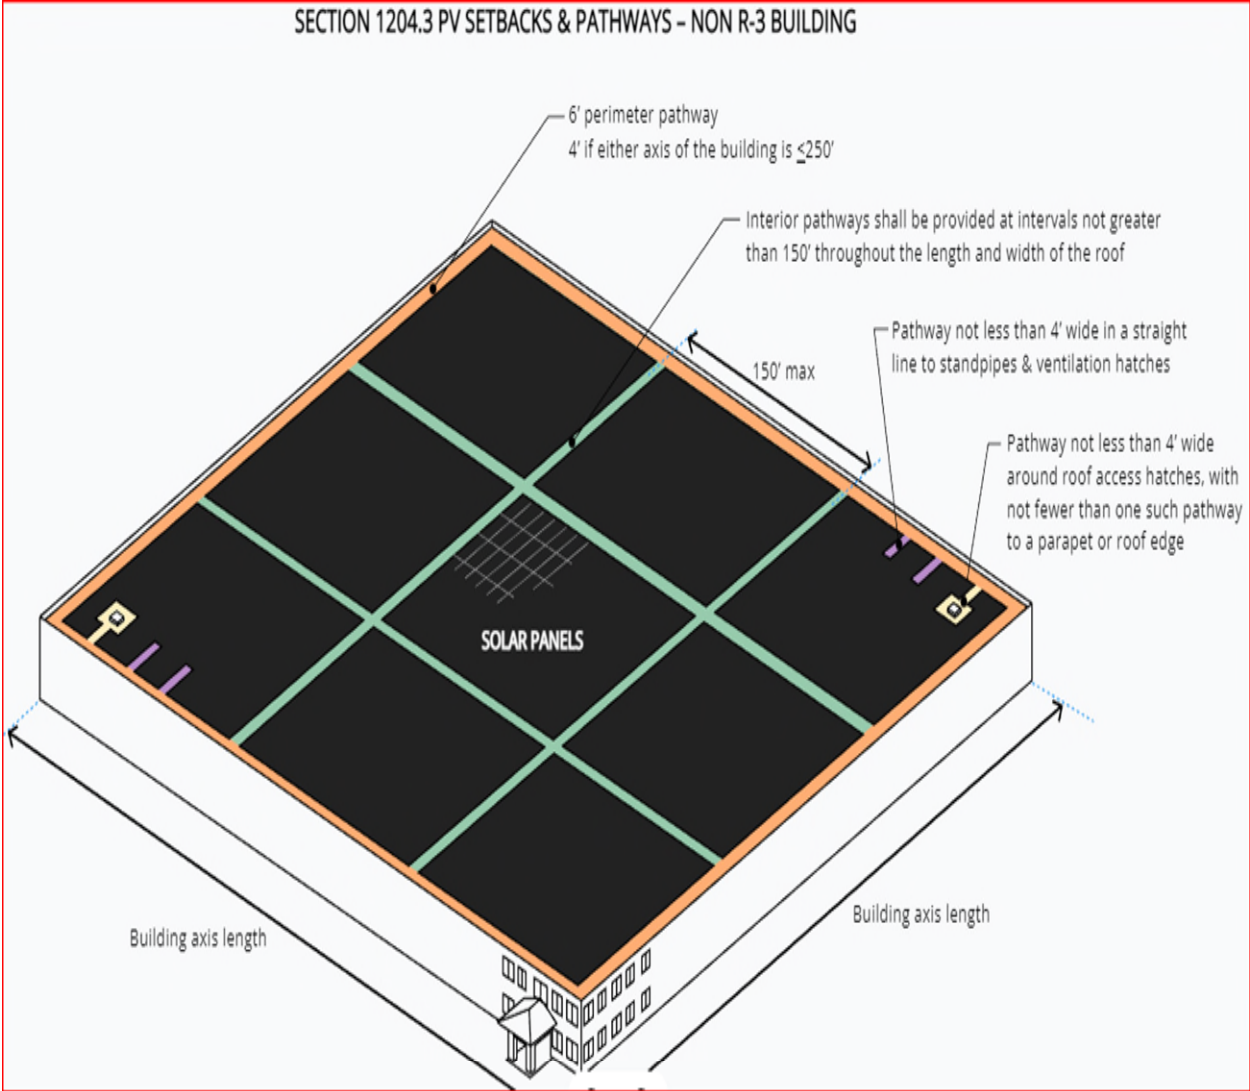 SECTION 1204.3 PV SETBACKS & PATHWAYS – NON R-3 BUILDING
6' perimeter pathway
4' if either axis of the building is ≤250'
Interior pathways shall be provided at intervals not greater
than 150' throughout the length and width of the roof
Pathway not less than 4' wide in a straight
line to standpipes & ventilation hatches
150' max
Pathway not less than 4' wide
around roof access hatches, with
not fewer than one such pathway
to a parapet or roof edge
SOLAR PANELS
Building axis length
Building axis length